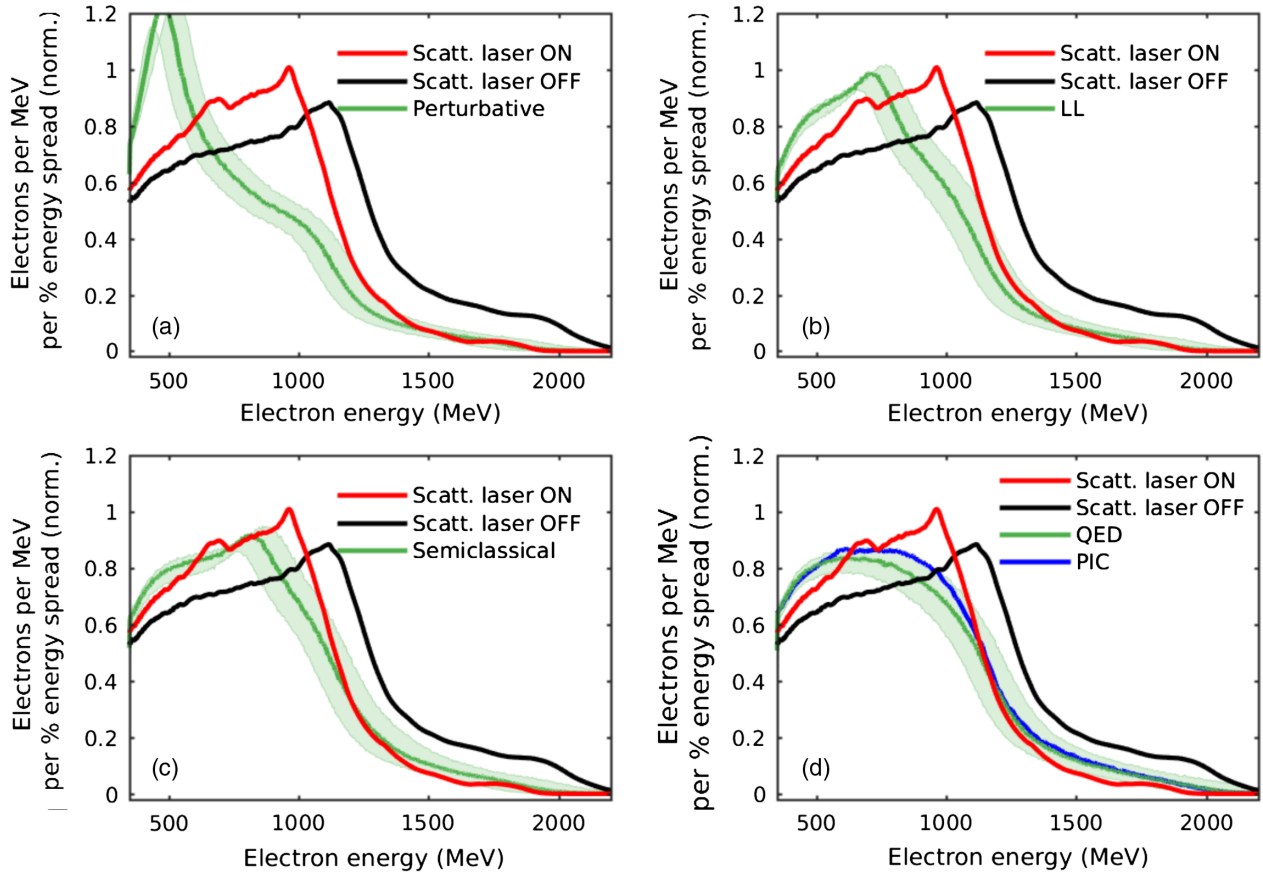 Electrons per MeV
per % energy spread (norm.)
1.2
1
0.8
0.6
0.4
0.2
0
Scatt. laser ON
Scatt. laser OFF
Perturbative
(a)
500 1000 1500 2000
Electron energy (MeV)
Electrons per MeV
per % energy spread (norm.)
1.2
1
0.8
0.6
0.4
0.2
0
Scatt. laser ON
Scatt. laser OFF
LL
(b)
500 1000 1500 2000
Electron energy (MeV)
Electrons per MeV
per % energy spread (norm.)
1.2
1
0.8
0.6
0.4
0.2
0
Scatt. laser ON
Scatt. laser OFF
Semiclassical
(c)
500 1000 1500 2000
Electron energy (MeV)
Electrons per MeV
per % energy spread (norm.)
1.2
1
0.8
0.6
0.4
0.2
0
Scatt. laser ON
Scatt. laser OFF
QED
PIC
(d)
500 1000 1500 2000
Electron energy (MeV)